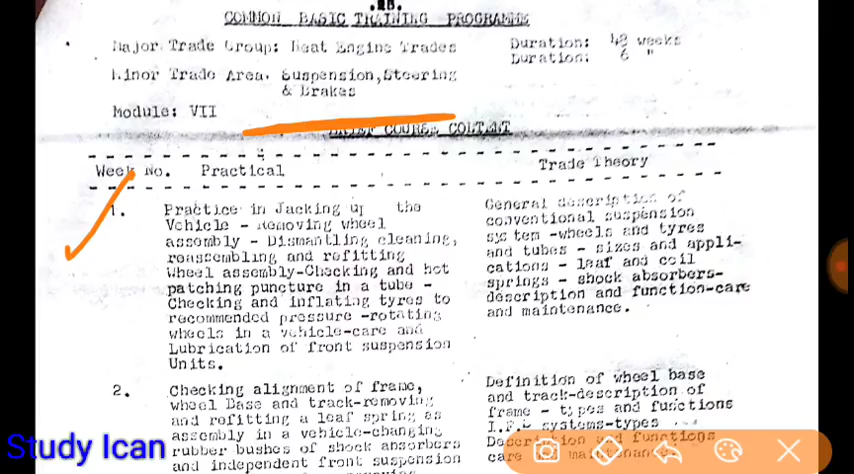 COMMON BASIC TRAINING PROGRAMME
Major Trade Group: Heat Engine Trades
Duration: 48 weeks
Duration: 6 "
Minor Trade Area. Suspension,Steering
& Brakes
Module: VII
BRIEF COURSE CONTENT
Week No. Practical Trade Theory
1. Practice in Jacking up the
Vehicle - Removing wheel
assembly - Dismantling cleaning,
reassembling and refitting
Wheel assembly-Checking and hot
patching puncture in a tube -
Checking and inflating tyres to
recommended pressure -rotating
wheels in a vehicle-care and
Lubrication of front suspension
Units.
General description of
conventional suspension
system -wheels and tyres
and tubes - sizes and appli-
cations - leaf and coil
springs - shock absorbers-
description and function-care
and maintenance.
2. Checking alignment of frame,
wheel Base and track-removing
and refitting a leaf spring as
assembly in a vehicle-changing
rubber bushes of shock absorbers
and independent front suspension
Definition of wheel base
and track-description of
frame - types and functions
systems-types
Description and functions
care maintenance.
Study Ican